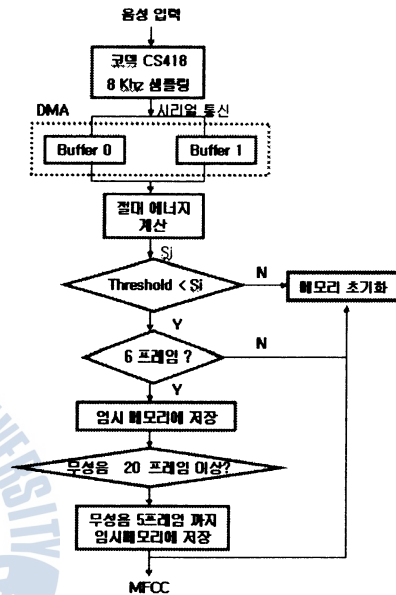 음성 입력
코덱 CS418
8 Khz 샘플링
DMA
시리얼 통신
Buffer 0
Buffer 1
절대 에너지
계산
Si
Threshold < Si
N
메모리 초기화
Y
6 프레임 ?
N
Y
임시 메모리에 저장
무성음 20 프레임 이상?
무성음 5프레임 까지
임시메모리에 저장
MFCC
VERSITY